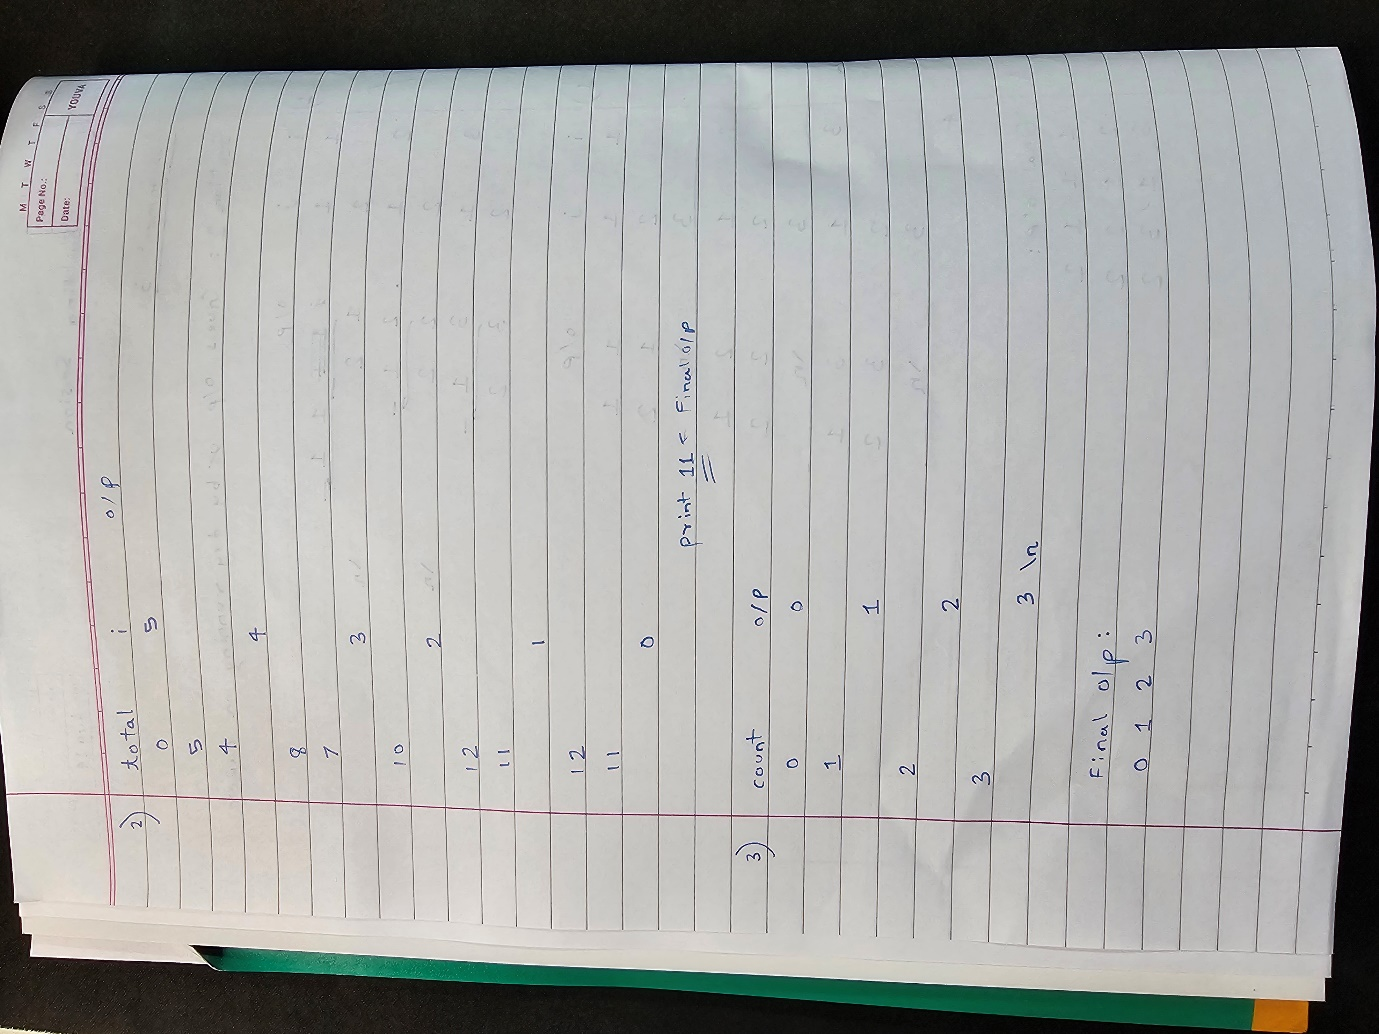 M T W T F S S
Page No.:
Date: YOUVA
2) total i o/p
0 5
5
4
4
8
7
3
10
2
12
11
1
12
11
0
print 11 ← Final o/p
3) count o/p
0 0
1
1
2
2
3
3 \n
Final o/p:
0 1 2 3